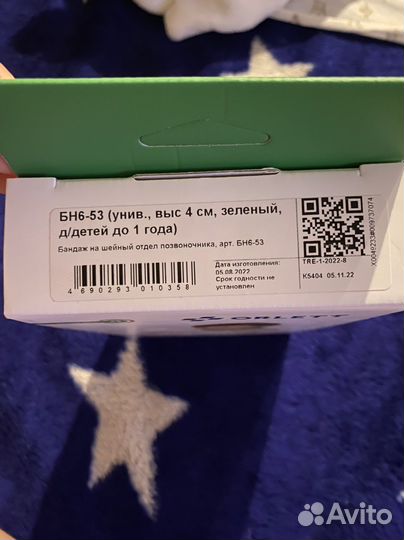 БН6-53 (унив., выс 4 см, зеленый,
д/детей до 1 года)
Бандаж на шейный отдел позвоночника, арт. БН6-53
4 690293 010358
Дата изготовления:
05.08.2022
Срок годности не
установлен
TRE-1-2022-8
K5404 05.11.22
ORLETT
Avito